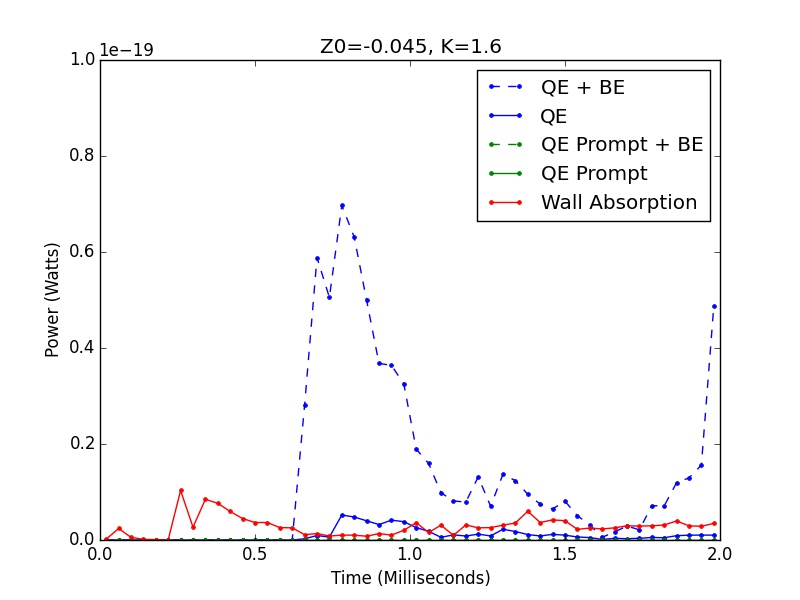 Z0=-0.045, K=1.6
1e−19
1.0
0.8
0.6
0.4
0.2
0.0
Power (Watts)
QE + BE
QE
QE Prompt + BE
QE Prompt
Wall Absorption
0.0 0.5 1.0 1.5 2.0
Time (Milliseconds)